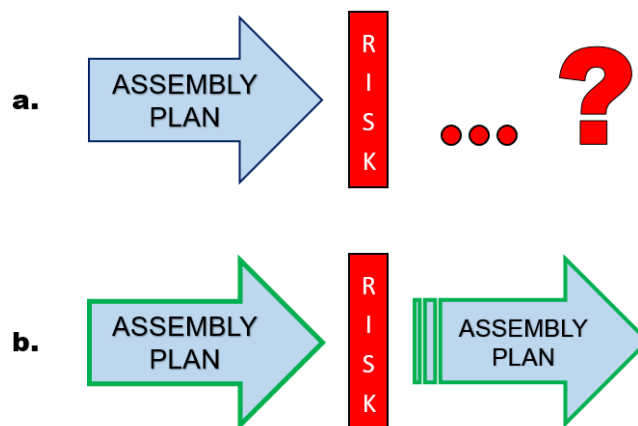 a.
ASSEMBLY
PLAN
R
I
S
K
?
b.
ASSEMBLY
PLAN
R
I
S
K
ASSEMBLY
PLAN